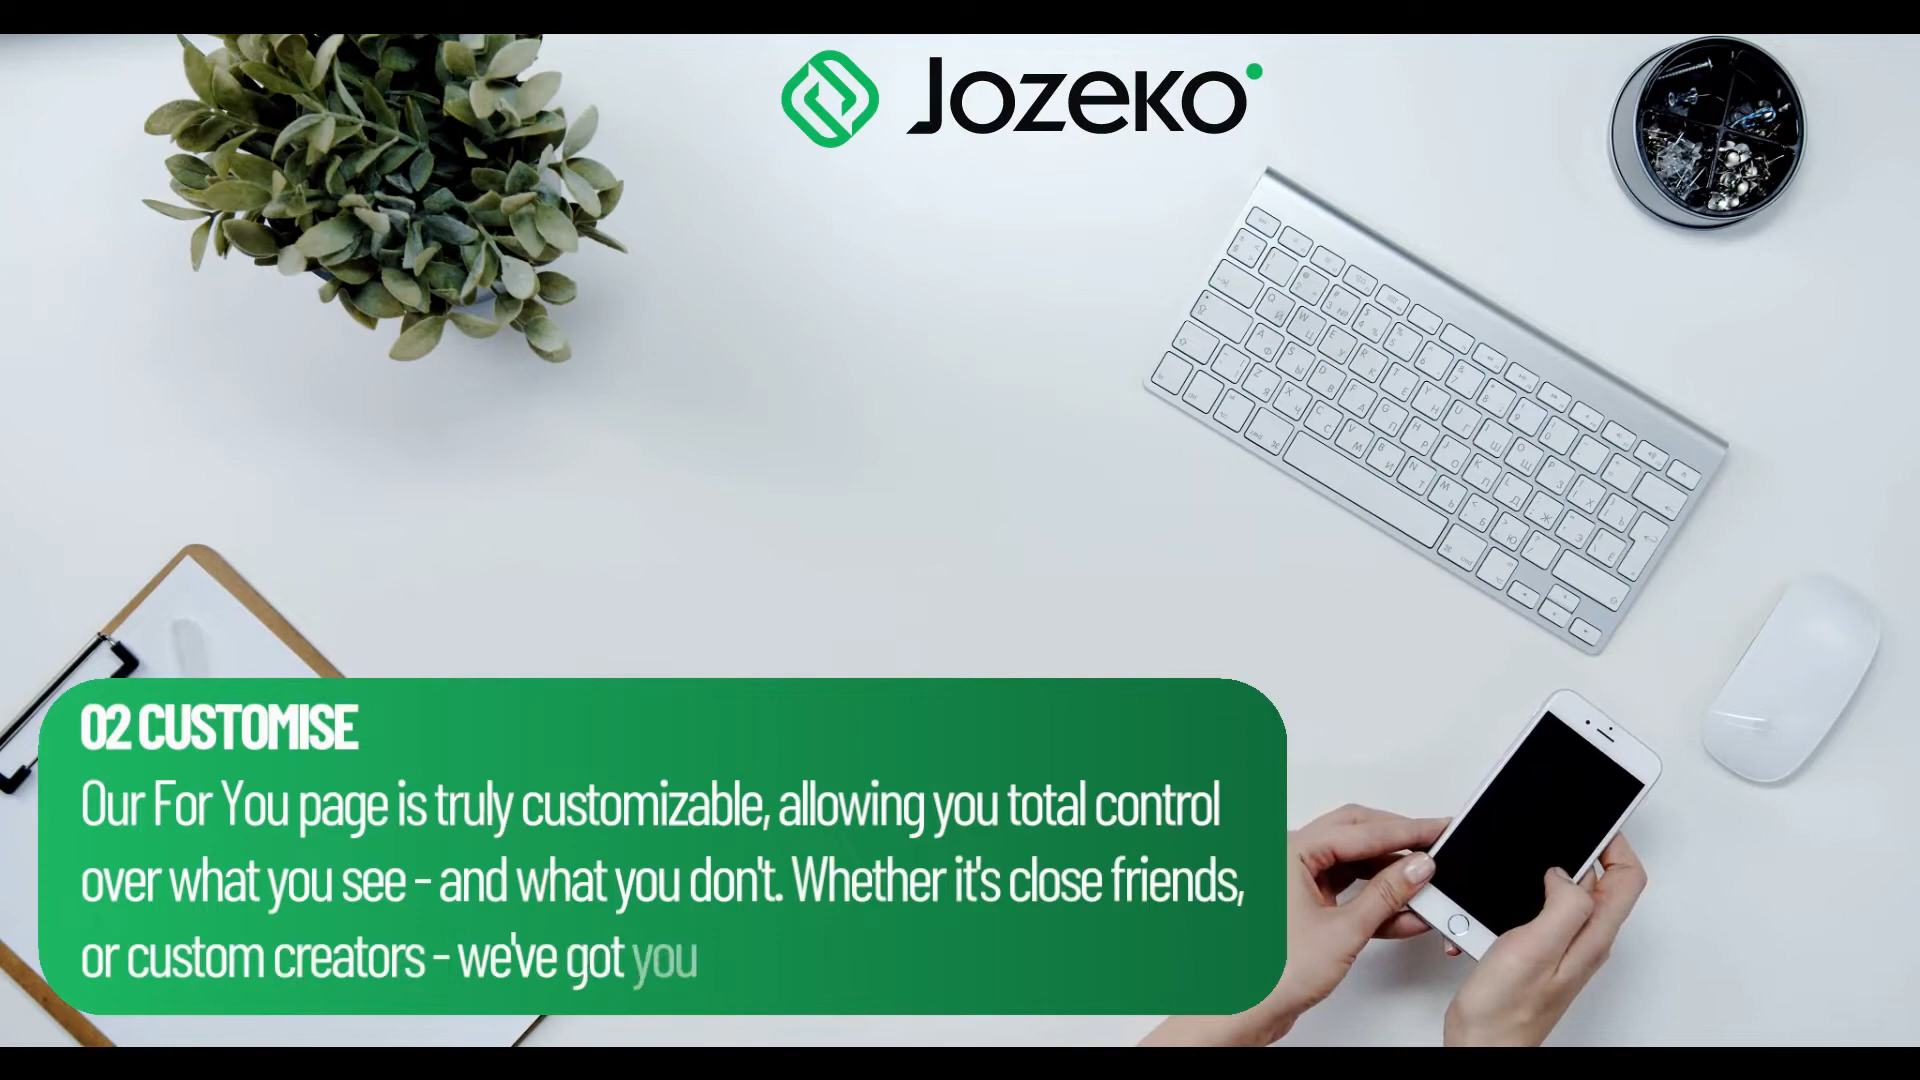 Jozeko
02 CUSTOMISE
Our For You page is truly customizable, allowing you total control
over what you see - and what you don't. Whether it's close friends,
or custom creators - we've got you